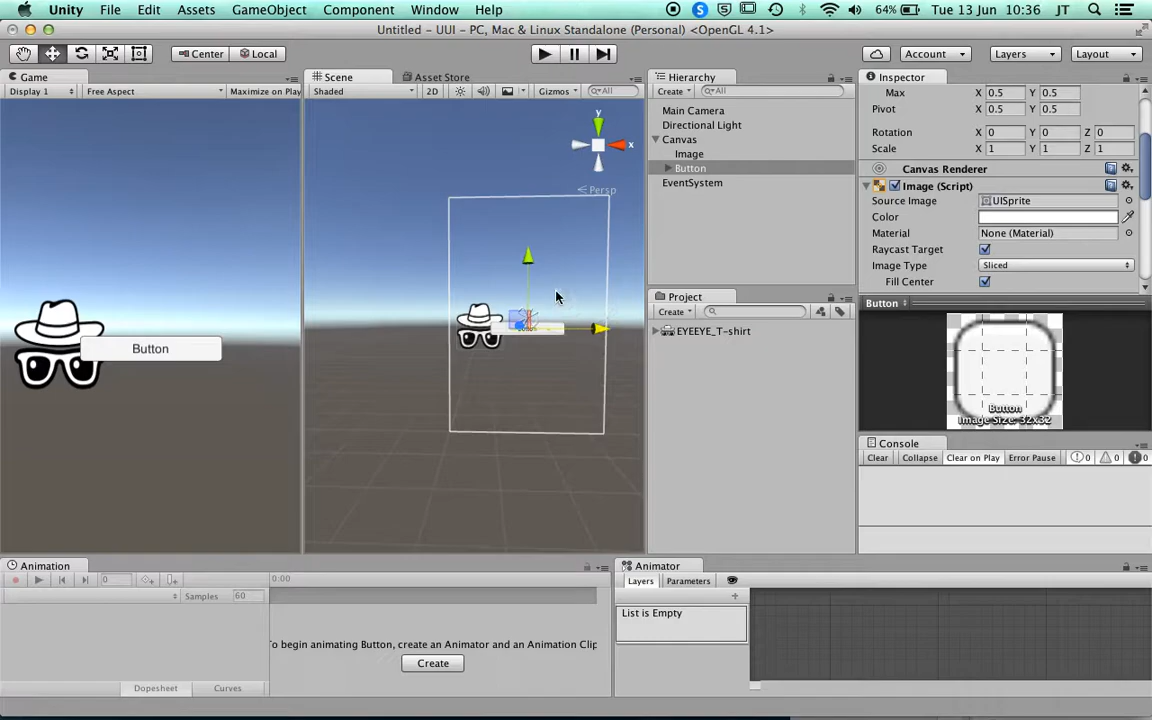 Unity File Edit Assets GameObject Component Window Help 64% Tue 13 Jun 10:36 JT
Untitled - UUI - PC, Mac & Linux Standalone (Personal) <OpenGL 4.1>
Center Local Account Layers Layout
Game
Display 1 Free Aspect Maximize on Play
Button
Scene Asset Store
Shaded 2D Gizmos All
y
x
Persp
Hierarchy
Create All
Main Camera
Directional Light
Canvas
Image
Button
EventSystem
Project
Create
EYEEYE_T-shirt
Inspector
Max X 0.5 Y 0.5
Pivot X 0.5 Y 0.5
Rotation X 0 Y 0 Z 0
Scale X 1 Y 1 Z 1
Canvas Renderer
Image (Script)
Source Image UISprite
Color
Material None (Material)
Raycast Target
Image Type Sliced
Fill Center
Button
Button
Image Size: 32x32
Console
Clear Collapse Clear on Play Error Pause 0 0 0
Animation
0 0:00
Samples 60
To begin animating Button, create an Animator and an Animation Clip
Create
Dopesheet Curves
Animator
Layers Parameters
List is Empty